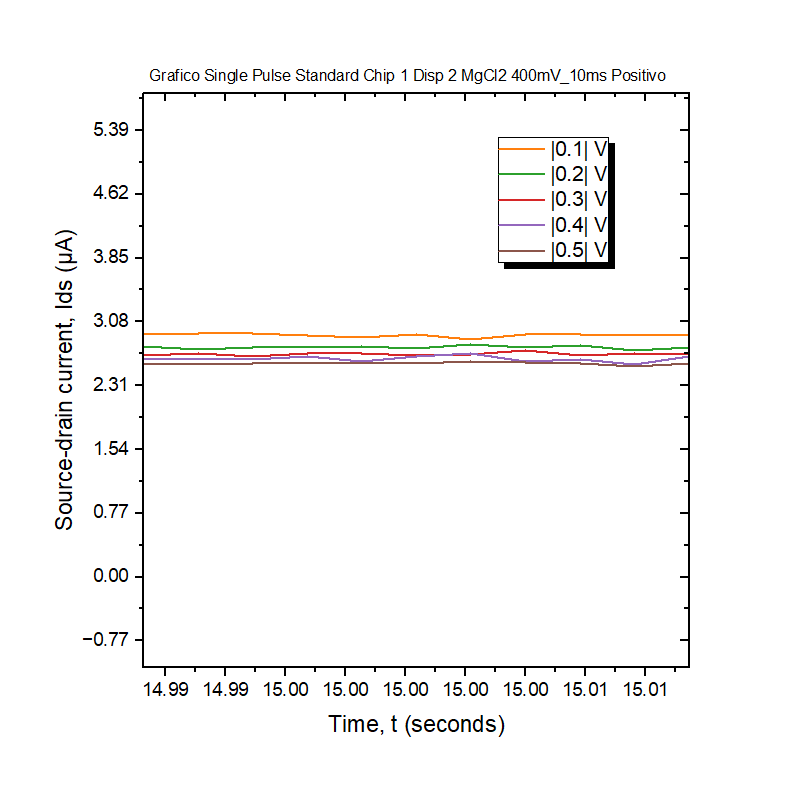 Grafico Single Pulse Standard Chip 1 Disp 2 MgCl2 400mV_10ms Positivo
|0.1| V
|0.2| V
|0.3| V
|0.4| V
|0.5| V
5.39
4.62
3.85
3.08
2.31
1.54
0.77
0.00
−0.77
Source-drain current, Ids (µA)
14.99 14.99 15.00 15.00 15.00 15.00 15.00 15.01 15.01
Time, t (seconds)